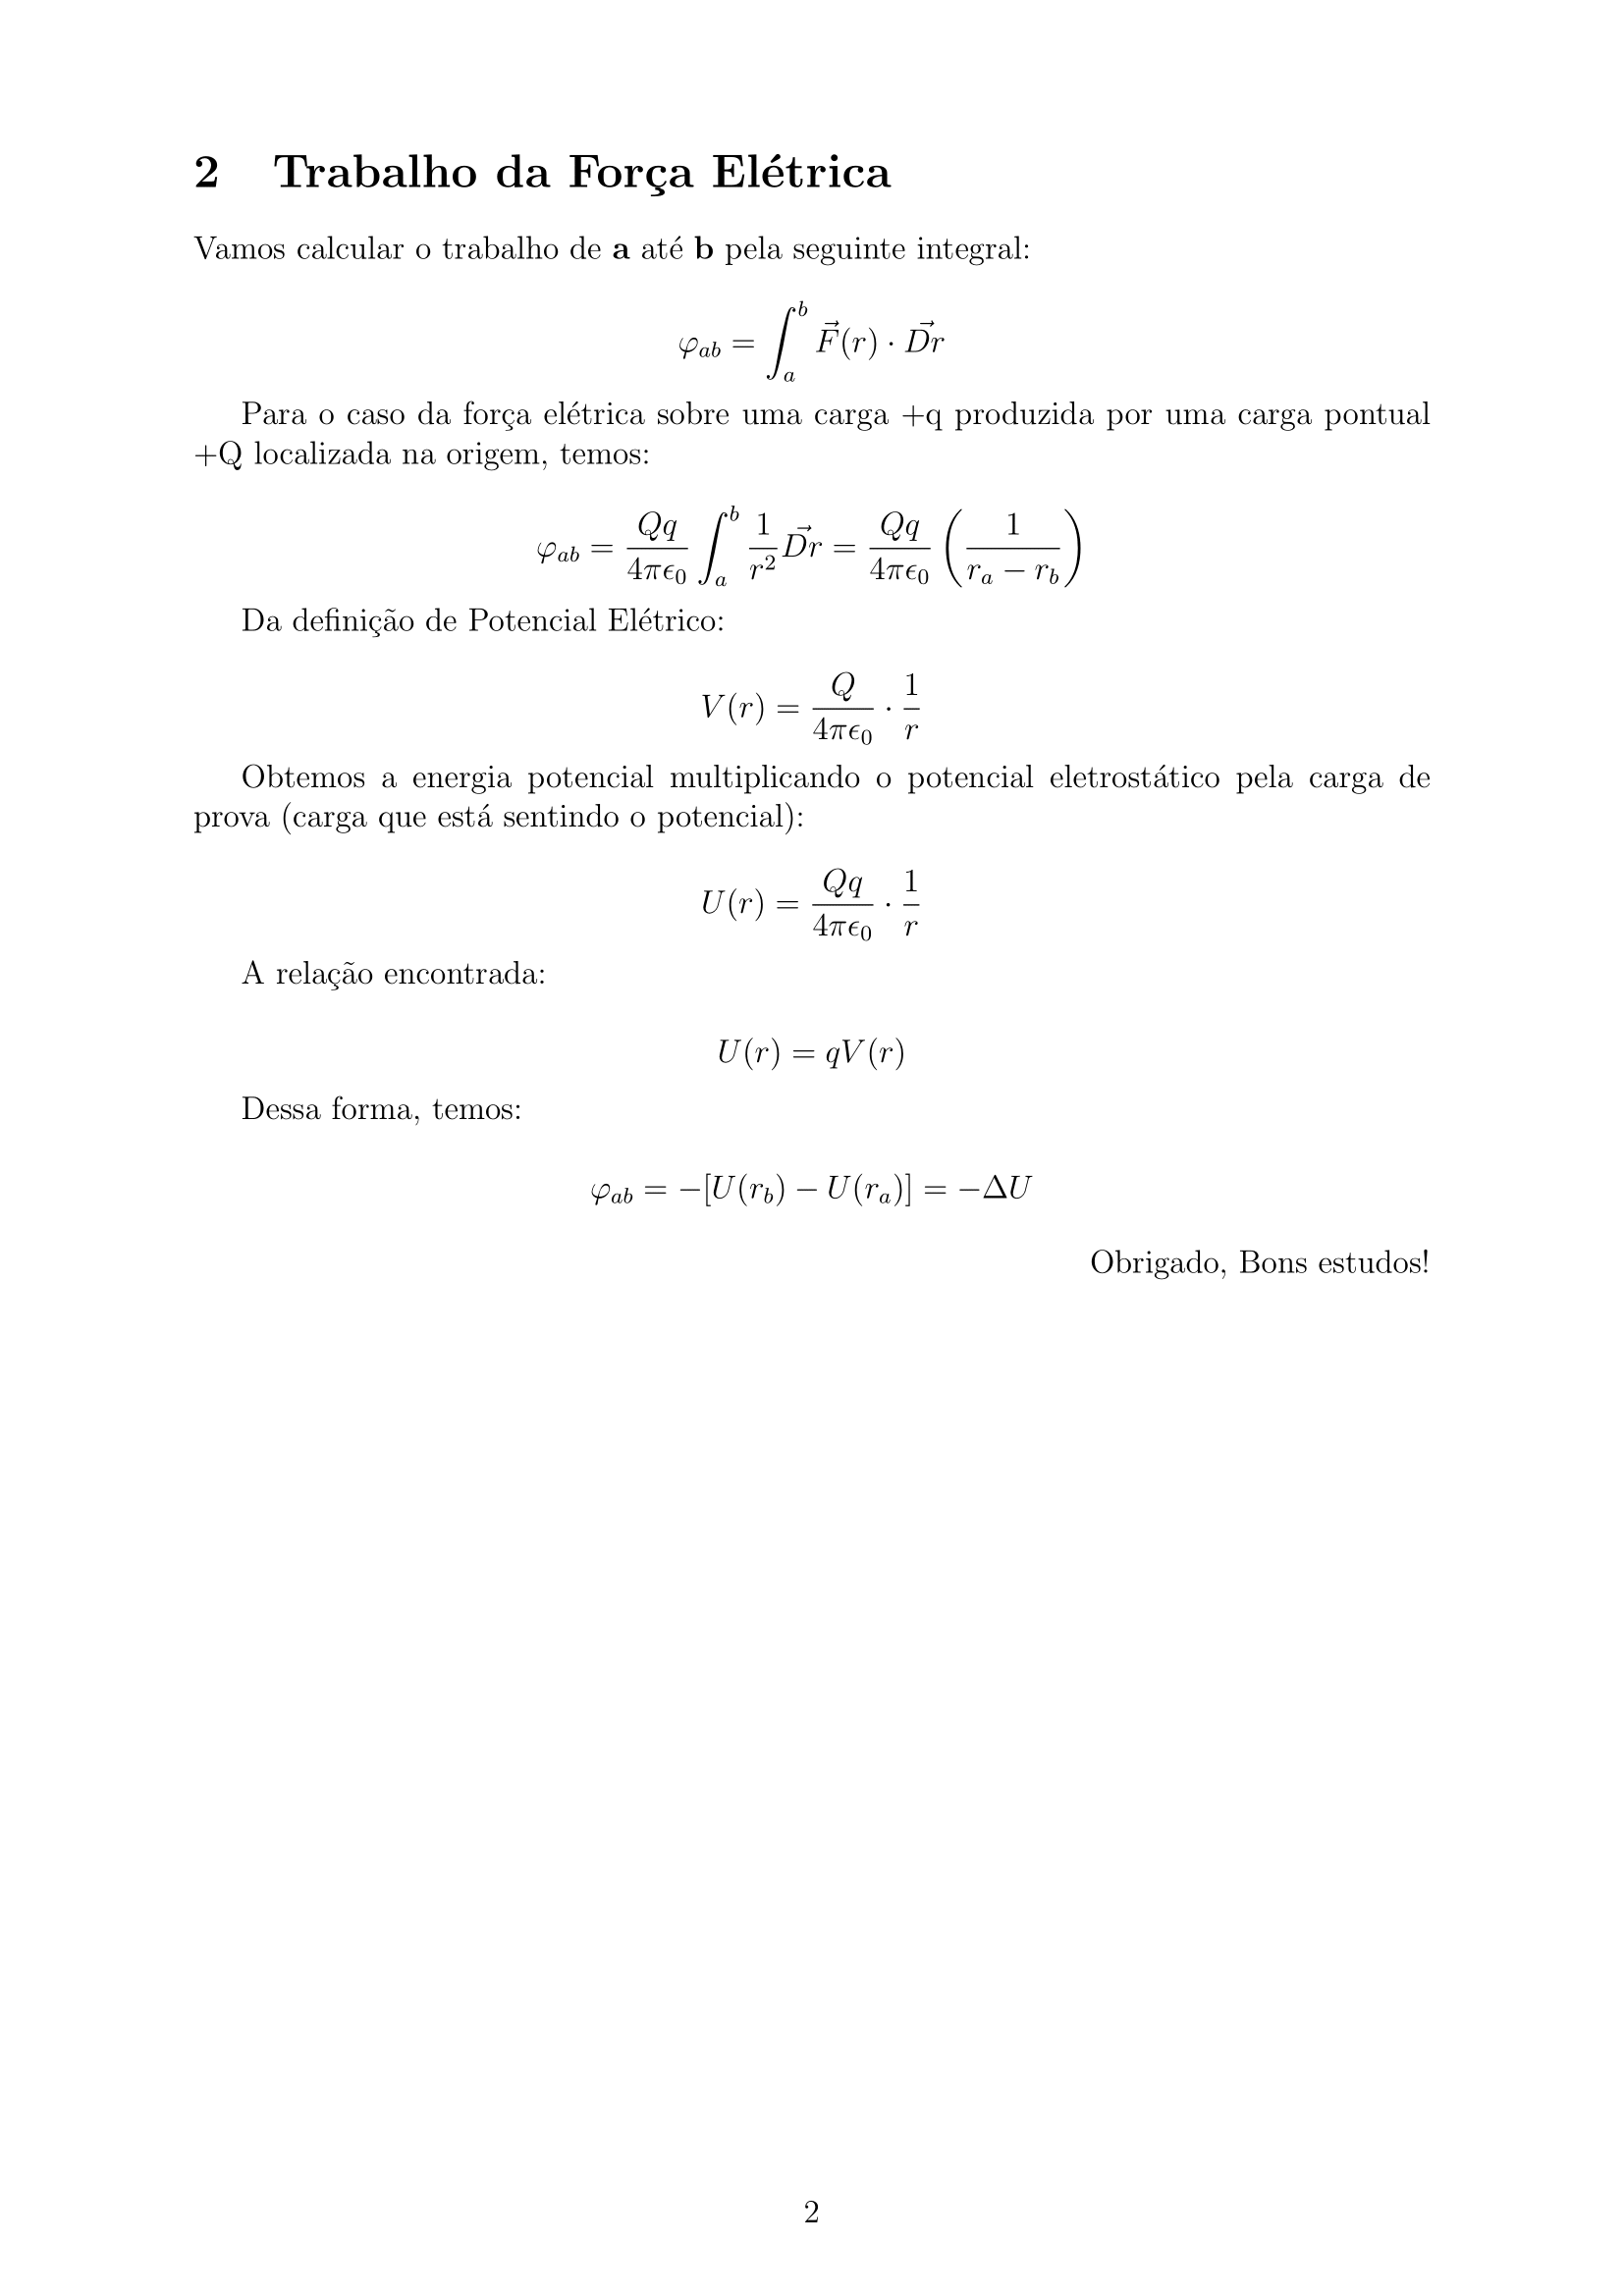 2 Trabalho da Força Elétrica
Vamos calcular o trabalho de a até b pela seguinte integral:
$\varphi_{ab} = \int_a^b \vec{F}(r) \cdot \vec{Dr}$
Para o caso da força elétrica sobre uma carga +q produzida por uma carga pontual
+Q localizada na origem, temos:
$\varphi_{ab} = \frac{Qq}{4\pi\epsilon_0} \int_a^b \frac{1}{r^2} \vec{Dr} = \frac{Qq}{4\pi\epsilon_0} \left( \frac{1}{r_a - r_b} \right)$
Da definição de Potencial Elétrico:
$V(r) = \frac{Q}{4\pi\epsilon_0} \cdot \frac{1}{r}$
Obtemos a energia potencial multiplicando o potencial eletrostático pela carga de
prova (carga que está sentindo o potencial):
$U(r) = \frac{Qq}{4\pi\epsilon_0} \cdot \frac{1}{r}$
A relação encontrada:
$U(r) = qV(r)$
Dessa forma, temos:
$\varphi_{ab} = -[U(r_b) - U(r_a)] = -\Delta U$
Obrigado, Bons estudos!
2